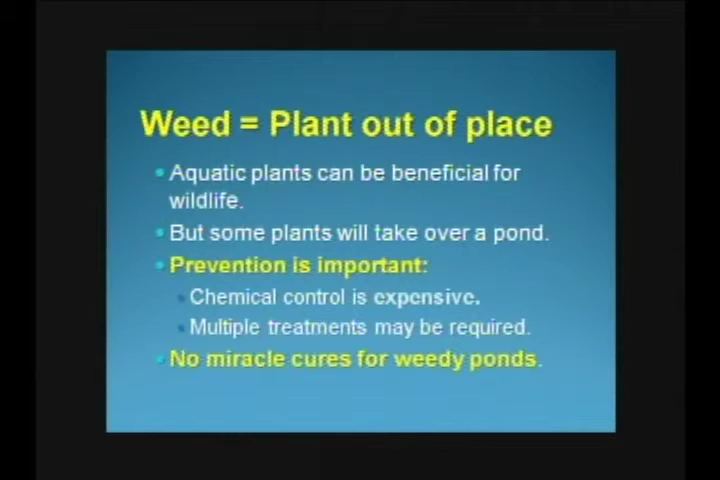 Weed = Plant out of place
• Aquatic plants can be beneficial for
wildlife.
• But some plants will take over a pond.
• Prevention is important:
• Chemical control is expensive.
• Multiple treatments may be required.
• No miracle cures for weedy ponds.